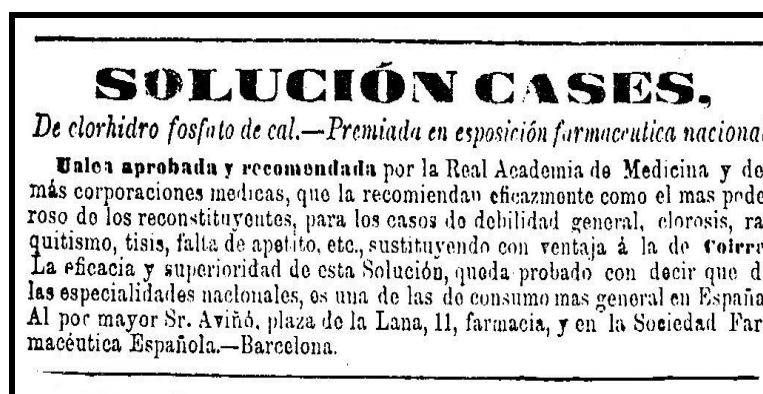 SOLUCIÓN CASES,
De clorhidro fosfato de cal.—Premiada en esposición farmaceutica naciona
Unica aprobada y recomendada por la Real Academia de Medicina y de
más corporaciones medicas, que la recomiendan eficazmente como el mas pode
roso de los reconstituyentes, para los casos de debilidad general, clorosis, ra
quitismo, tisis, falta de apetito, etc., sustituyendo con ventaja á la de Coirre
La eficacia y superioridad de esta Solución, queda probado con decir que d
las especialidades nacionales, es una de las de consumo mas general en España
Al por mayor Sr. Aviñó, plaza de la Lana, 11, farmacia, y en la Sociedad Far
macéutica Española.—Barcelona.